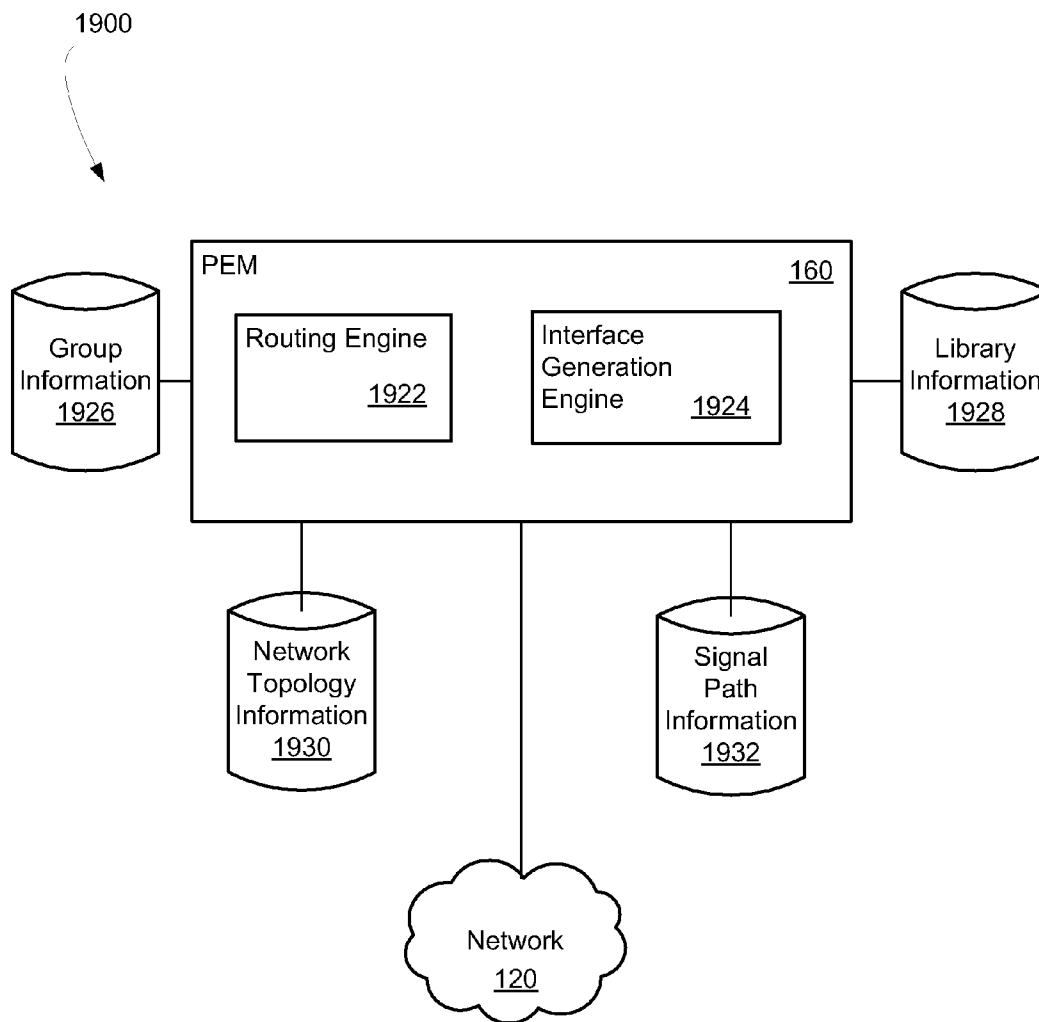 1900
PEM
160
Routing Engine
1922
Interface
Generation
Engine
1924
Group
Information
1926
Library
Information
1928
Network
Topology
Information
1930
Signal
Path
Information
1932
Network
120